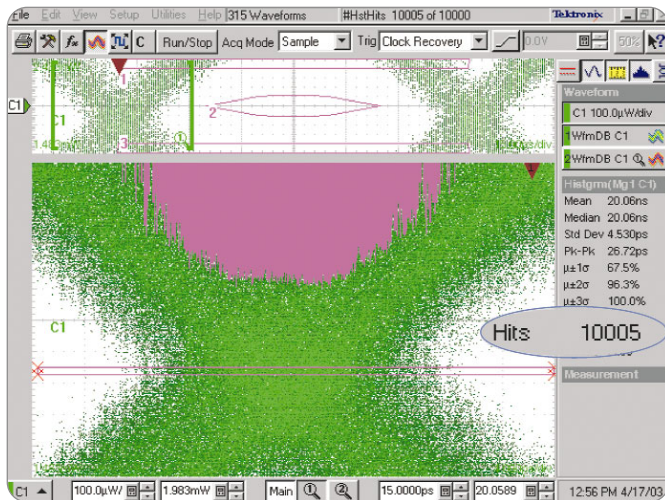 File Edit View Setup Utilities Help 315 Waveforms #HstHits 10005 of 10000 Tektronix
C Run/Stop Acq Mode Sample Trig Clock Recovery 0.0V 50%
1
C1
2
C1
3
1
Waveform
C1 100.0µW/div
1WfmDB C1
2WfmDB C1
Histgrm(Mg1 C1)
Mean 20.06ns
Median 20.06ns
Std Dev 4.530ps
Pk-Pk 26.72ps
µ±1σ 67.5%
µ±2σ 96.3%
µ±3σ 100.0%
C1
Hits 10005
Measurement
C1 100.0µW/ 1.983mW Main 1 2 15.0000ps 20.0589 12:56 PM 4/17/03